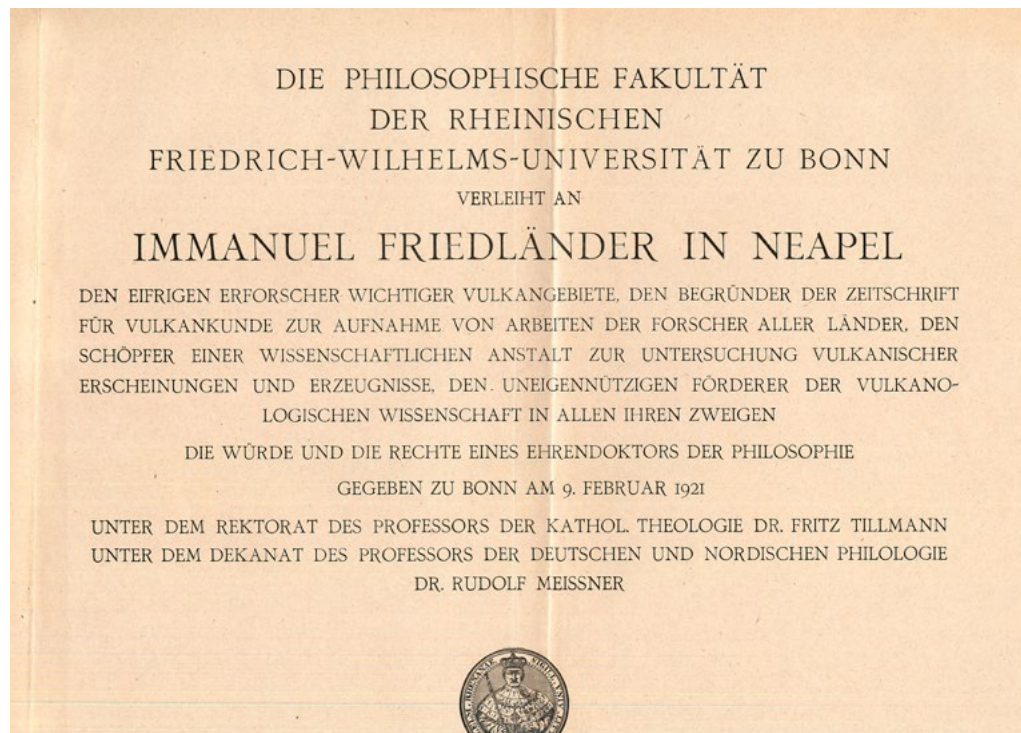 DIE PHILOSOPHISCHE FAKULTÄT
DER RHEINISCHEN
FRIEDRICH-WILHELMS-UNIVERSITÄT ZU BONN
VERLEIHT AN
IMMANUEL FRIEDLÄNDER IN NEAPEL
DEN EIFRIGEN ERFORSCHER WICHTIGER VULKANGEBIETE, DEN BEGRÜNDER DER ZEITSCHRIFT
FÜR VULKANKUNDE ZUR AUFNAHME VON ARBEITEN DER FORSCHER ALLER LÄNDER, DEN
SCHÖPFER EINER WISSENSCHAFTLICHEN ANSTALT ZUR UNTERSUCHUNG VULKANISCHER
ERSCHEINUNGEN UND ERZEUGNISSE, DEN UNEIGENNÜTZIGEN FÖRDERER DER VULKANO-
LOGISCHEN WISSENSCHAFT IN ALLEN IHREN ZWEIGEN
DIE WÜRDE UND DIE RECHTE EINES EHRENDOKTORS DER PHILOSOPHIE
GEGEBEN ZU BONN AM 9. FEBRUAR 1921
UNTER DEM REKTORAT DES PROFESSORS DER KATHOL. THEOLOGIE DR. FRITZ TILLMANN
UNTER DEM DEKANAT DES PROFESSORS DER DEUTSCHEN UND NORDISCHEN PHILOLOGIE
DR. RUDOLF MEISSNER